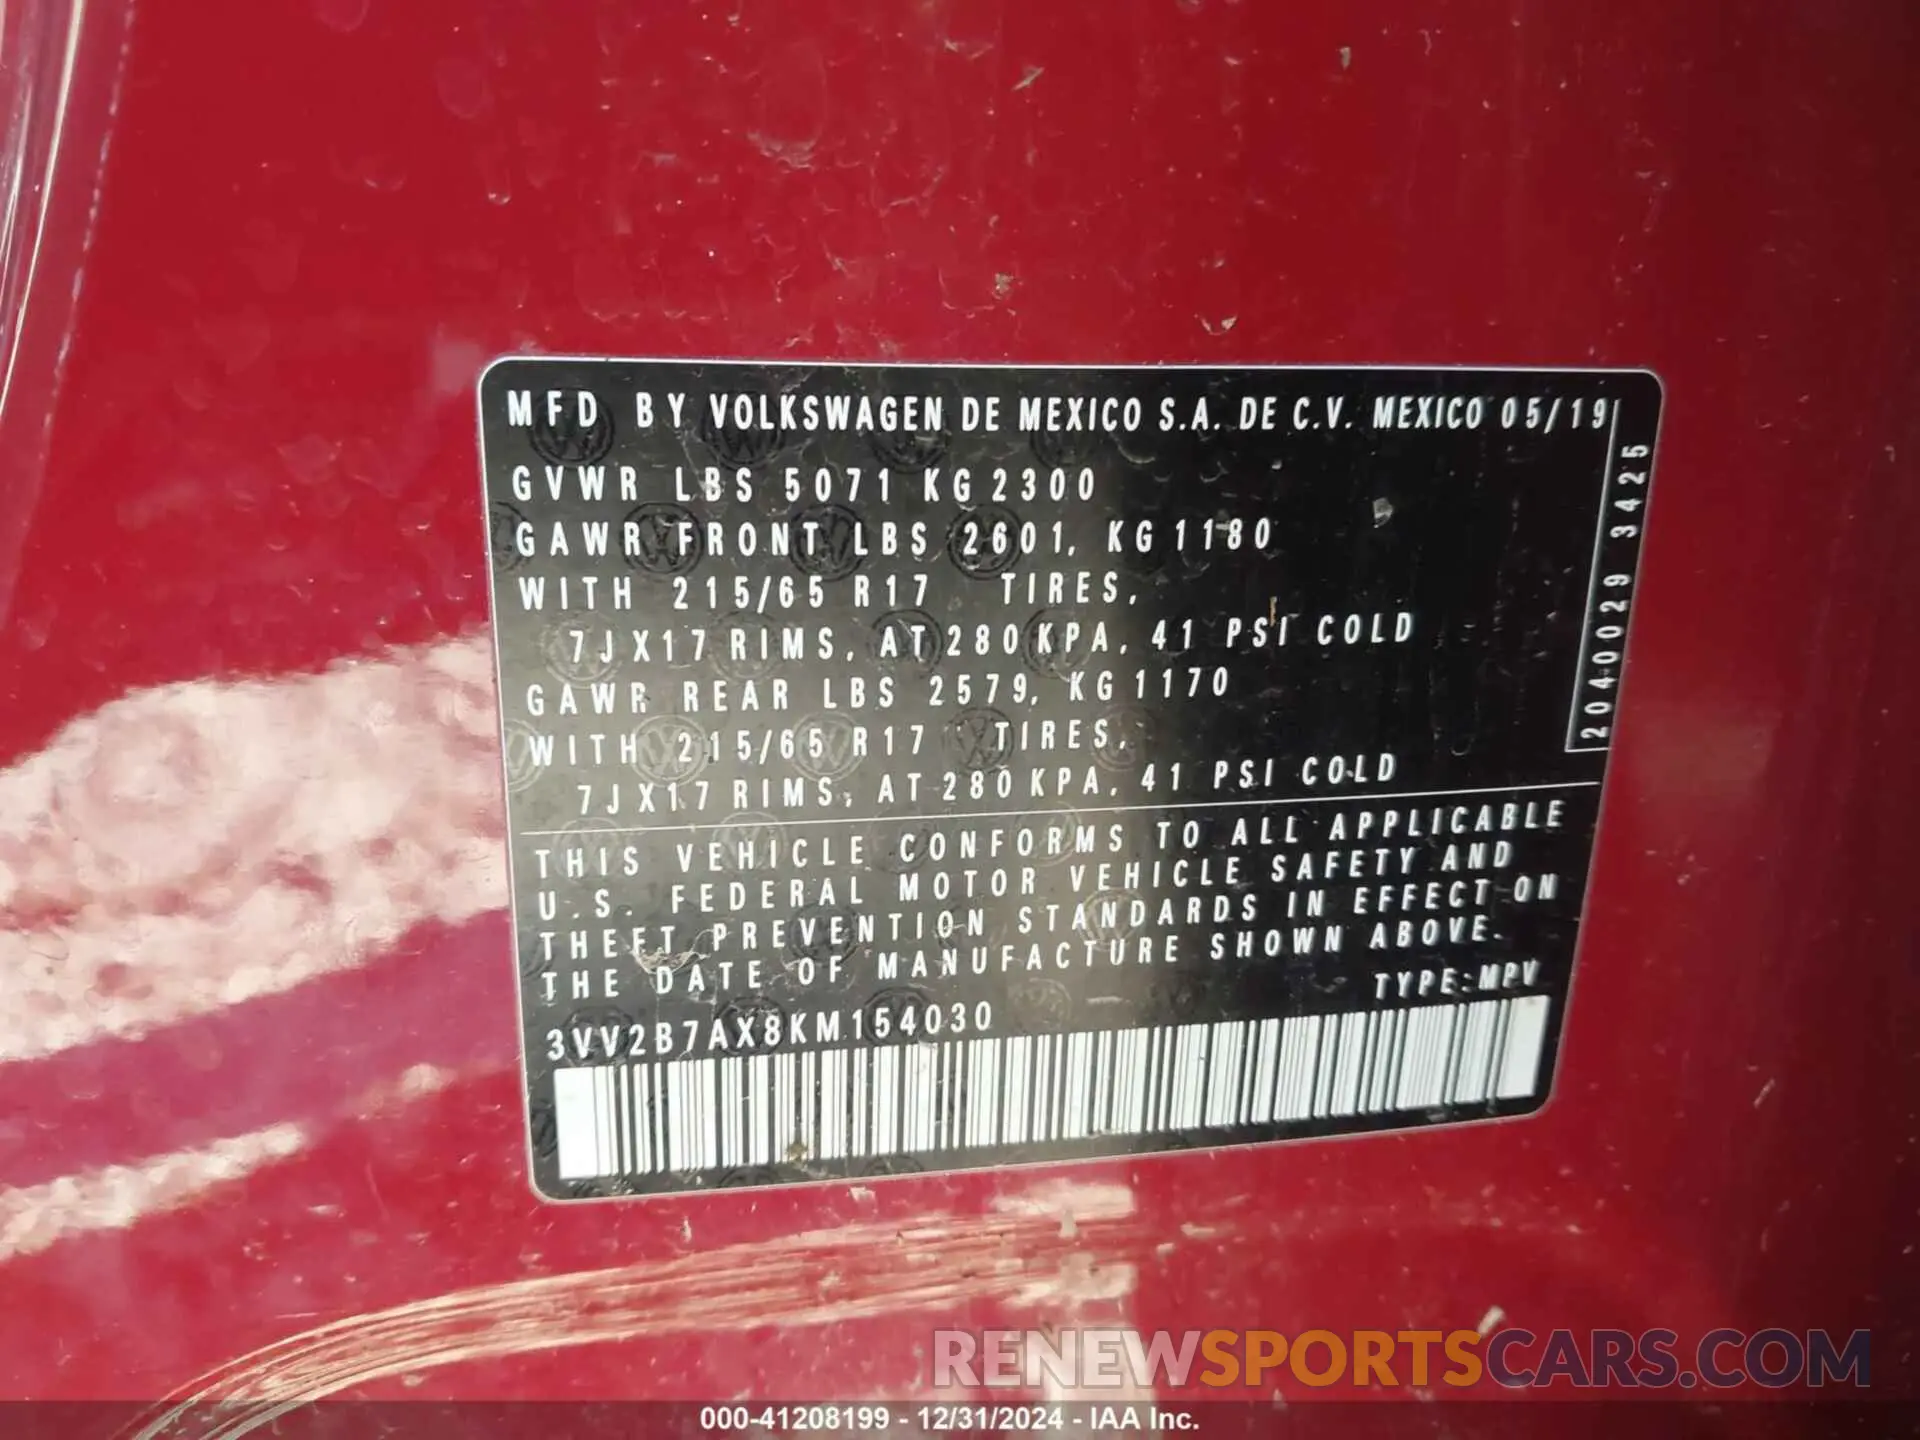 MFD BY VOLKSWAGEN DE MEXICO S.A. DE C.V. MEXICO 05/19
GVWR LBS 5071 KG 2300
GAWR FRONT LBS 2601, KG 1180
WITH 215/65 R17 TIRES,
7JX17 RIMS, AT 280 KPA, 41 PSI COLD
GAWR REAR LBS 2579, KG 1170
WITH 215/65 R17 TIRES,
7JX17 RIMS, AT 280 KPA, 41 PSI COLD
2040029 3425
THIS VEHICLE CONFORMS TO ALL APPLICABLE
U.S. FEDERAL MOTOR VEHICLE SAFETY AND
THEFT PREVENTION STANDARDS IN EFFECT ON
THE DATE OF MANUFACTURE SHOWN ABOVE.
TYPE: MPV
3VV2B7AX8KM154030
RENEWSPORTSCARS.COM
000-41208199 - 12/31/2024 - IAA Inc.